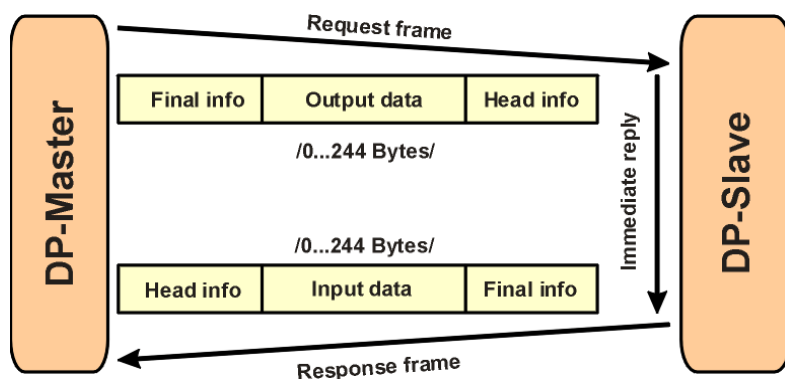 Request frame
DP-Master
Final info Output data Head info
/0...244 Bytes/
Immediate reply
DP-Slave
/0...244 Bytes/
Head info Input data Final info
Response frame